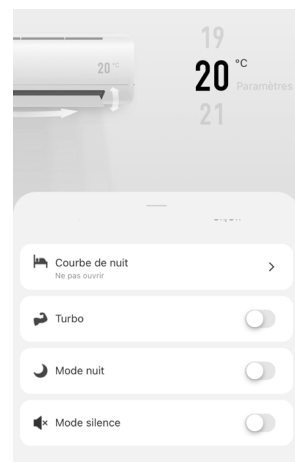 19
20 °C
20 °C
Paramètres
21
Courbe de nuit
Ne pas ouvrir
Turbo
Mode nuit
Mode silence